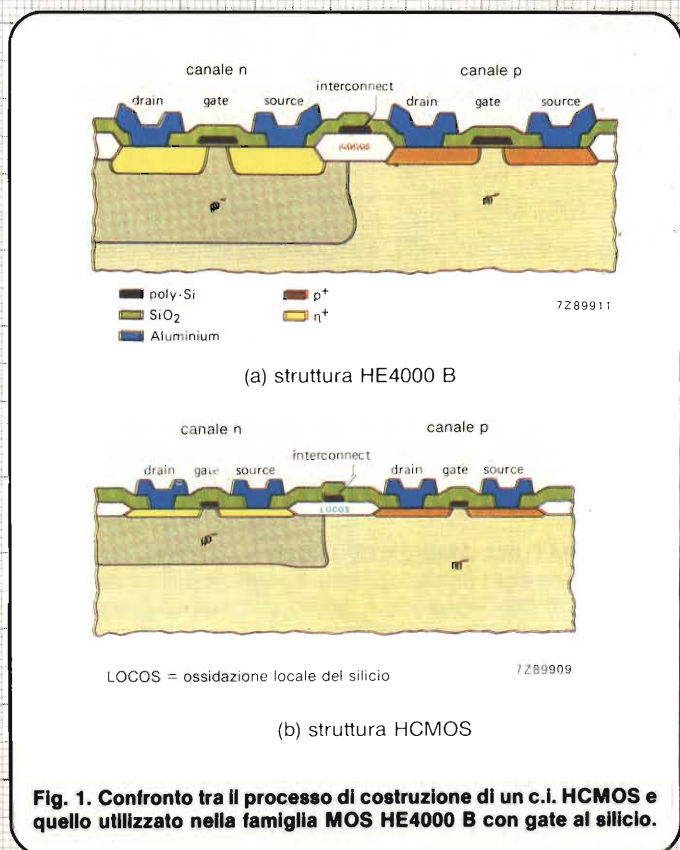 canale n canale p
interconnect
drain gate source drain gate source
LOCOS
p⁻ n⁻
poly-Si p⁺
SiO₂ n⁺
Aluminium
7Z89911
(a) struttura HE4000 B
canale n canale p
interconnect
drain gate source drain gate source
LOCOS
p⁻
n⁻
LOCOS = ossidazione locale del silicio
7Z89909
(b) struttura HCMOS
Fig. 1. Confronto tra il processo di costruzione di un c.i. HCMOS e
quello utilizzato nella famiglia MOS HE4000 B con gate al silicio.